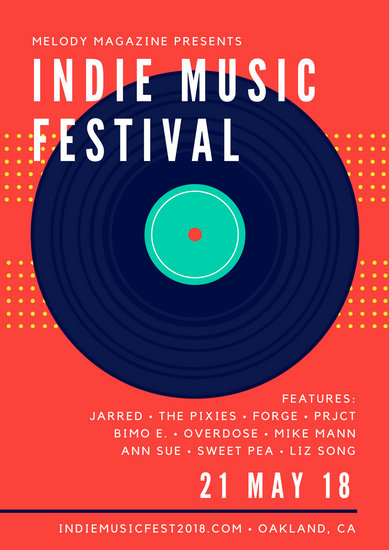 MELODY MAGAZINE PRESENTS
INDIE MUSIC
FESTIVAL
FEATURES:
JARRED • THE PIXIES • FORGE • PRJCT
BIMO E. • OVERDOSE • MIKE MANN
ANN SUE • SWEET PEA • LIZ SONG
21 MAY 18
INDIEMUSICFEST2018.COM • OAKLAND, CA